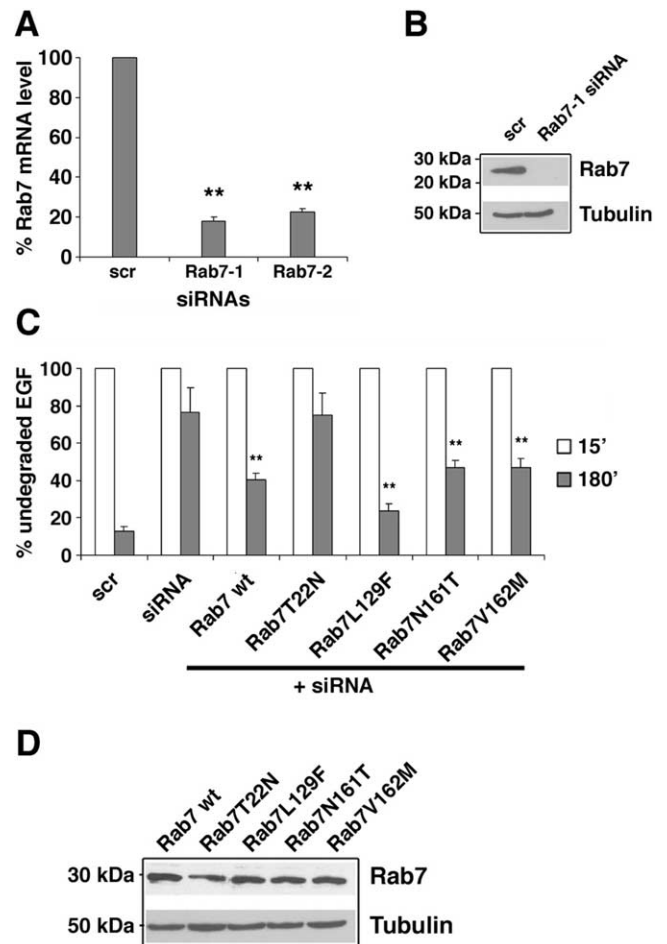 A
% Rab7 mRNA level
100
80
60
40
20
0
**
**
scr Rab7-1 Rab7-2
siRNAs
B
scr
Rab7-1 siRNA
30 kDa
20 kDa
Rab7
50 kDa
Tubulin
C
% undegraded EGF
100
80
60
40
20
0
**
**
**
**
15'
180'
scr
siRNA
Rab7 wt
Rab7T22N
Rab7L129F
Rab7N161T
Rab7V162M
+ siRNA
D
Rab7 wt
Rab7T22N
Rab7L129F
Rab7N161T
Rab7V162M
30 kDa
Rab7
50 kDa
Tubulin